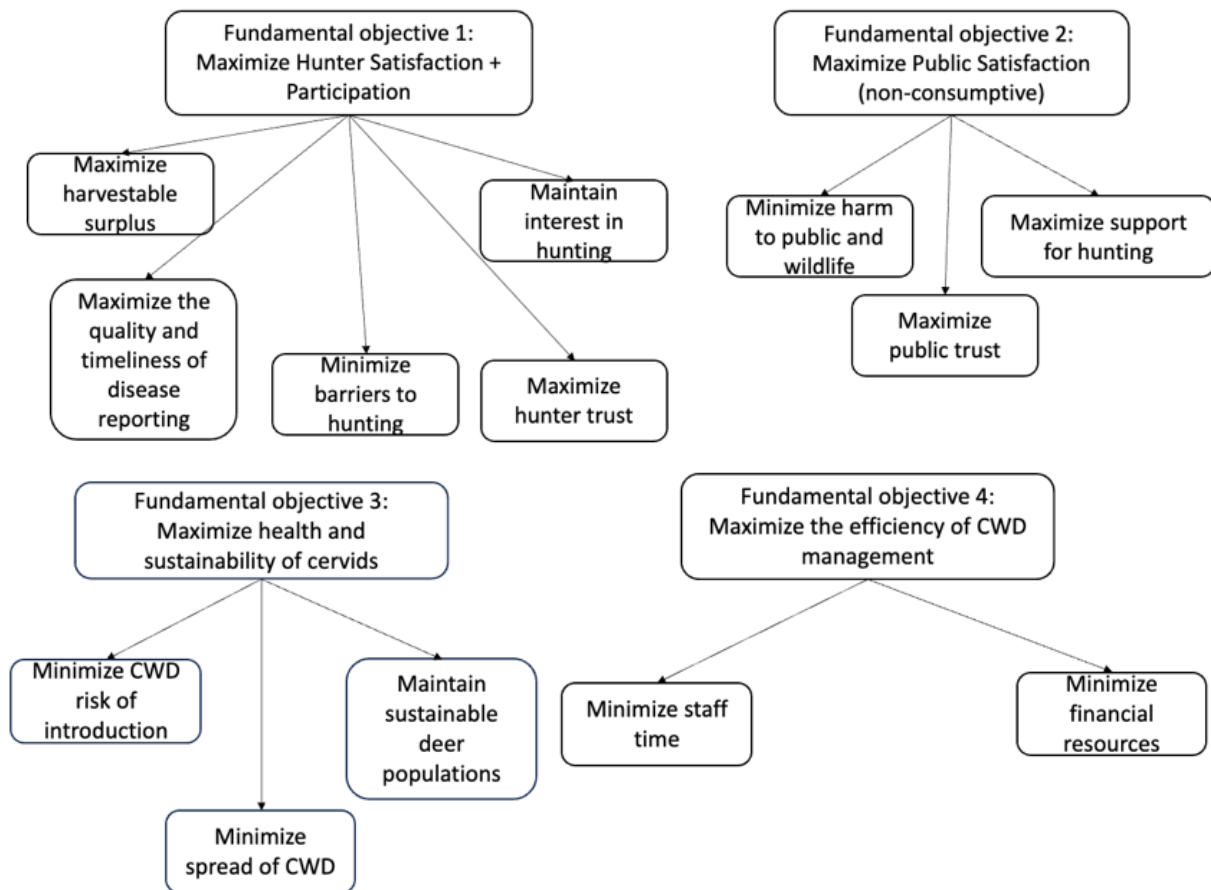 Fundamental objective 1:
Maximize Hunter Satisfaction +
Participation
Fundamental objective 2:
Maximize Public Satisfaction
(non-consumptive)
Maximize
harvestable
surplus
Maintain
interest in
hunting
Maximize the
quality and
timeliness of
disease
reporting
Minimize
barriers to
hunting
Maximize
hunter trust
Minimize harm
to public and
wildlife
Maximize support
for hunting
Maximize
public trust
Fundamental objective 3:
Maximize health and
sustainability of cervids
Fundamental objective 4:
Maximize the efficiency of CWD
management
Minimize CWD
risk of
introduction
Maintain
sustainable
deer
populations
Minimize
spread of CWD
Minimize staff
time
Minimize
financial
resources